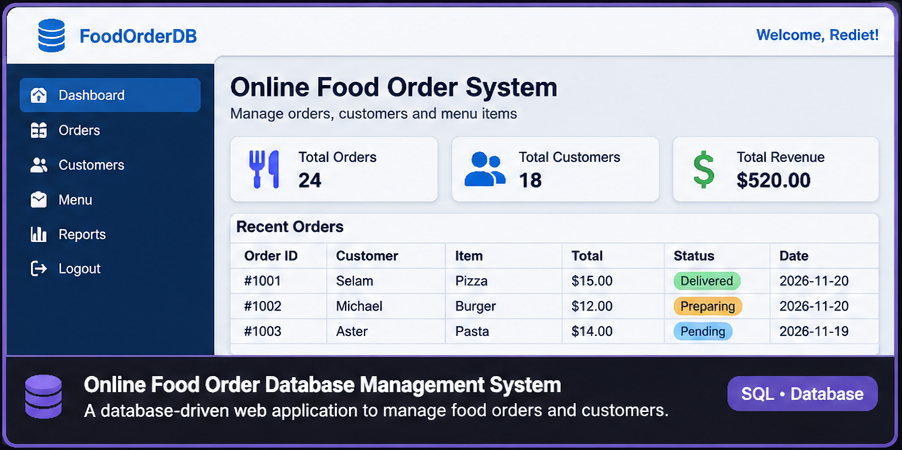 FoodOrderDB
Welcome, Rediet!
Dashboard
Orders
Customers
Menu
Reports
Logout
Online Food Order System
Manage orders, customers and menu items
Total Orders
24
Total Customers
18
Total Revenue
$520.00
Recent Orders
Order ID Customer Item Total Status Date
#1001 Selam Pizza $15.00 Delivered 2026-11-20
#1002 Michael Burger $12.00 Preparing 2026-11-20
#1003 Aster Pasta $14.00 Pending 2026-11-19
Online Food Order Database Management System
A database-driven web application to manage food orders and customers.
SQL • Database